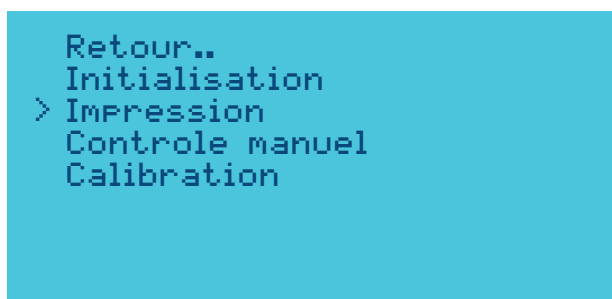 Retour..
Initialisation
> Impression
Controle manuel
Calibration